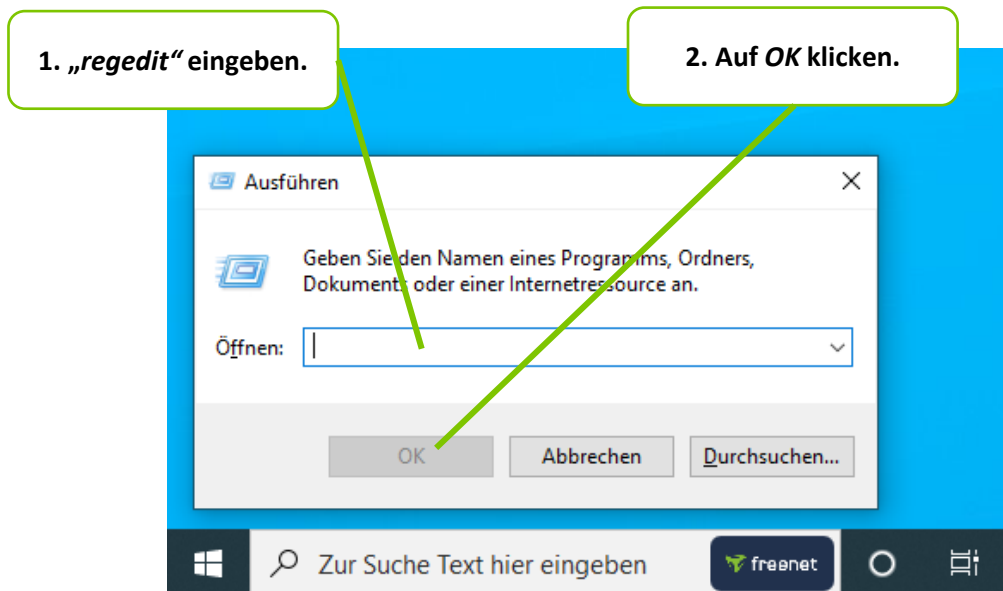 1. „regedit“ eingeben.
2. Auf OK klicken.
Ausführen
Geben Sie den Namen eines Programms, Ordners,
Dokuments oder einer Internetressource an.
Öffnen:
OK
Abbrechen
Durchsuchen...
Zur Suche Text hier eingeben
freenet